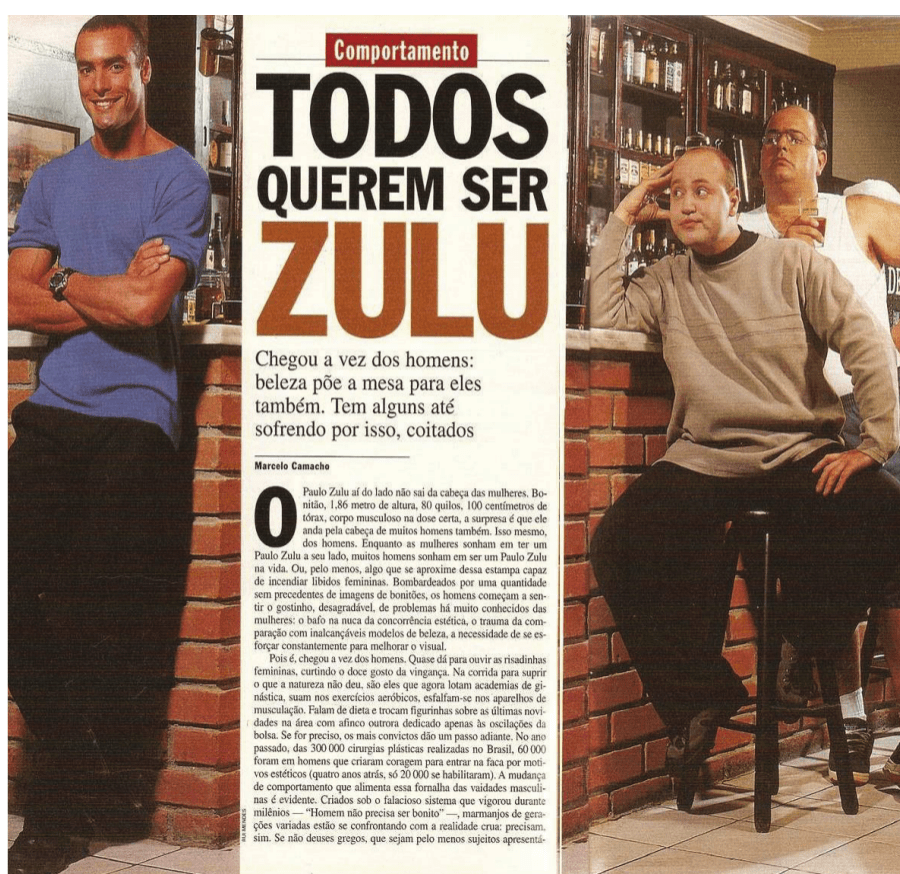 Comportamento
TODOS
QUEREM SER
ZULU
Chegou a vez dos homens:
beleza põe a mesa para eles
também. Tem alguns até
sofrendo por isso, coitados
Marcelo Camacho
O Paulo Zulu aí do lado não sai da cabeça das mulheres. Bo-
nitão, 1,86 metro de altura, 80 quilos, 100 centímetros de
tórax, corpo musculoso na dose certa, a surpresa é que ele
anda pela cabeça de muitos homens também. Isso mesmo,
dos homens. Enquanto as mulheres sonham em ter um
Paulo Zulu a seu lado, muitos homens sonham em ser um Paulo Zulu
na vida. Ou, pelo menos, algo que se aproxime dessa estampa capaz
de incendiar libidos femininas. Bombardeados por uma quantidade
sem precedentes de imagens de bonitões, os homens começam a sen-
tir o gostinho, desagradável, de problemas há muito conhecidos das
mulheres: o bafo na nuca da concorrência estética, o trauma da com-
paração com inalcançáveis modelos de beleza, a necessidade de se es-
forçar constantemente para melhorar o visual.
Pois é, chegou a vez dos homens. Quase dá para ouvir as risadinhas
femininas, curtindo o doce gosto da vingança. Na corrida para suprir
o que a natureza não deu, são eles que agora lotam academias de gi-
nástica, suam nos exercícios aeróbicos, esfalfam-se nos aparelhos de
musculação. Falam de dieta e trocam figurinhas sobre as últimas novi-
dades na área com afinco outrora dedicado apenas às oscilações da
bolsa. Se for preciso, os mais convictos dão um passo adiante. No ano
passado, das 300 000 cirurgias plásticas realizadas no Brasil, 60 000
foram em homens que criaram coragem para entrar na faca por moti-
vos estéticos (quatro anos atrás, só 20 000 se habilitaram). A mudança
de comportamento que alimenta essa fornalha das vaidades masculi-
nas é evidente. Criados sob o falacioso sistema que vigorou durante
milênios — "Homem não precisa ser bonito" —, marmanjos de gera-
ções variadas estão se confrontando com a realidade crua: precisam,
sim. Se não deuses gregos, que sejam pelo menos sujeitos apresentá-
RUI MENDES
DE